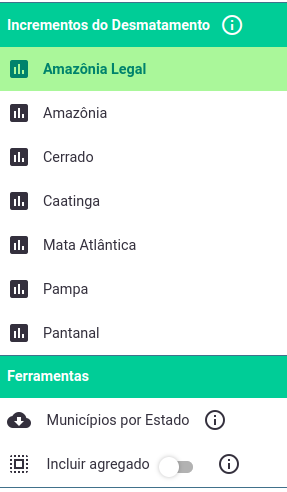 Incrementos do Desmatamento
Amazônia Legal
Amazônia
Cerrado
Caatinga
Mata Atlântica
Pampa
Pantanal
Ferramentas
Municípios por Estado
Incluir agregado